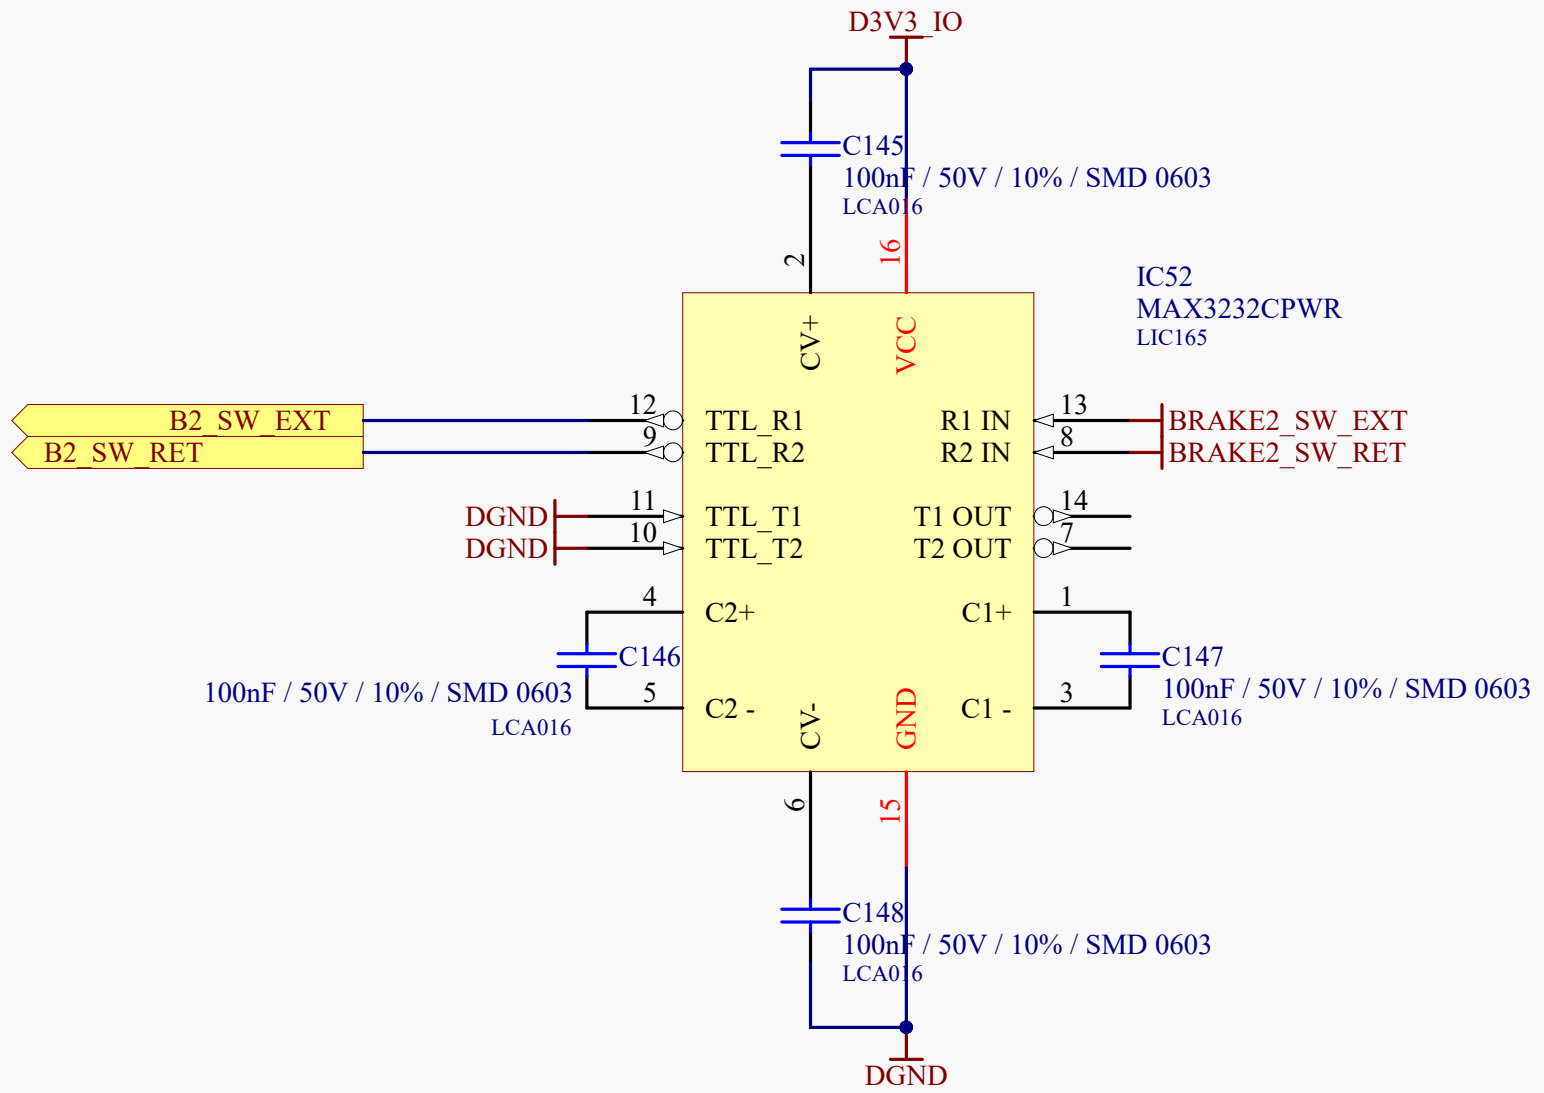 D3V3_IO
C145
100nF / 50V / 10% / SMD 0603
LCA016
2
16
IC52
MAX3232CPWR
LIC165
CV+
VCC
B2_SW_EXT
12
TTL_R1
R1 IN
13
BRAKE2_SW_EXT
B2_SW_RET
9
TTL_R2
R2 IN
8
BRAKE2_SW_RET
DGND
11
TTL_T1
T1 OUT
14
DGND
10
TTL_T2
T2 OUT
7
4
C2+
C1+
1
C146
100nF / 50V / 10% / SMD 0603
LCA016
C147
100nF / 50V / 10% / SMD 0603
LCA016
5
C2 -
CV-
GND
C1 -
3
6
15
C148
100nF / 50V / 10% / SMD 0603
LCA016
DGND